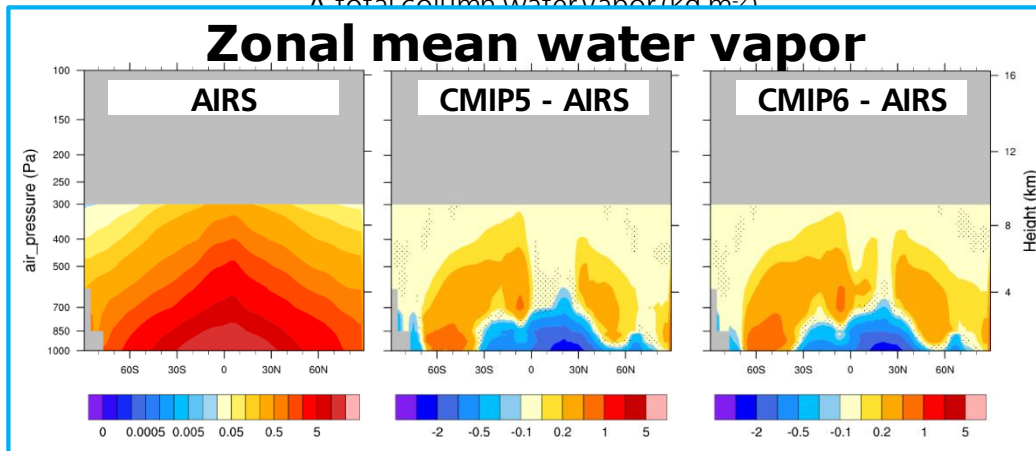 Zonal mean water vapor
AIRS
CMIP5 - AIRS
CMIP6 - AIRS
air_pressure (Pa)
100
150
200
250
300
400
500
700
850
1000
16
12
8
4
Height (km)
60S 30S 0 30N 60N
60S 30S 0 30N 60N
60S 30S 0 30N 60N
0 0.0005 0.005 0.05 0.5 5
-2 -0.5 -0.1 0.2 1 5
-2 -0.5 -0.1 0.2 1 5